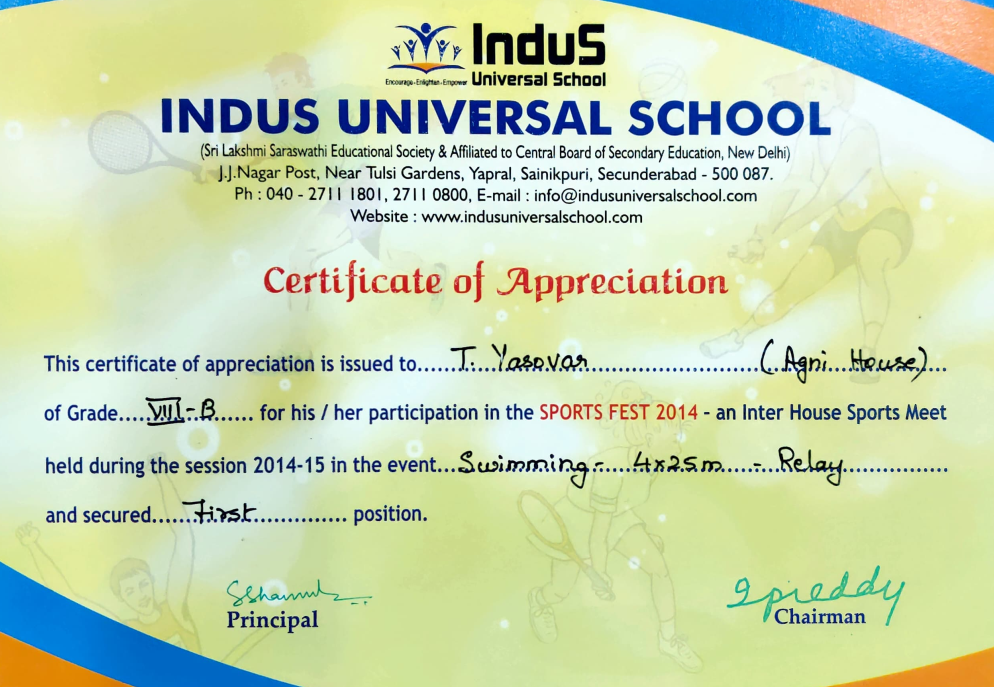 InduS
Encourage-Enlighten-Empower Universal School
INDUS UNIVERSAL SCHOOL
(Sri Lakshmi Saraswathi Educational Society & Affiliated to Central Board of Secondary Education, New Delhi)
J.J.Nagar Post, Near Tulsi Gardens, Yapral, Sainikpuri, Secunderabad - 500 087.
Ph : 040 - 2711 1801, 2711 0800, E-mail : info@indusuniversalschool.com
Website : www.indusuniversalschool.com
Certificate of Appreciation
This certificate of appreciation is issued to....T. Yasovar..............................(Agni House)
of Grade....VIII-B...... for his / her participation in the SPORTS FEST 2014 - an Inter House Sports Meet
held during the session 2014-15 in the event...Swimming - 4x25m - Relay.................
and secured......First............... position.
Principal
Chairman